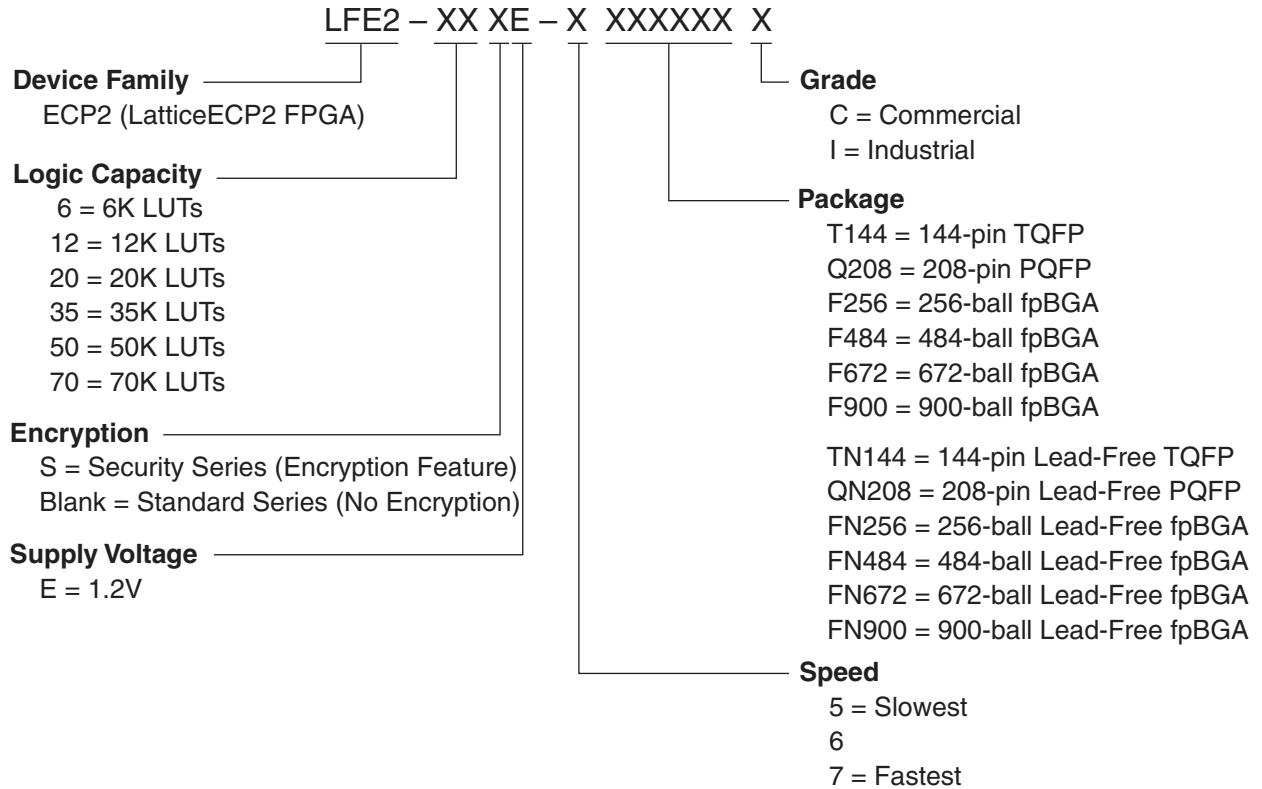 LFE2 – XX XE – X XXXXXX X
Device Family
ECP2 (LatticeECP2 FPGA)
Logic Capacity
6 = 6K LUTs
12 = 12K LUTs
20 = 20K LUTs
35 = 35K LUTs
50 = 50K LUTs
70 = 70K LUTs
Encryption
S = Security Series (Encryption Feature)
Blank = Standard Series (No Encryption)
Supply Voltage
E = 1.2V
Grade
C = Commercial
I = Industrial
Package
T144 = 144-pin TQFP
Q208 = 208-pin PQFP
F256 = 256-ball fpBGA
F484 = 484-ball fpBGA
F672 = 672-ball fpBGA
F900 = 900-ball fpBGA
TN144 = 144-pin Lead-Free TQFP
QN208 = 208-pin Lead-Free PQFP
FN256 = 256-ball Lead-Free fpBGA
FN484 = 484-ball Lead-Free fpBGA
FN672 = 672-ball Lead-Free fpBGA
FN900 = 900-ball Lead-Free fpBGA
Speed
5 = Slowest
6
7 = Fastest